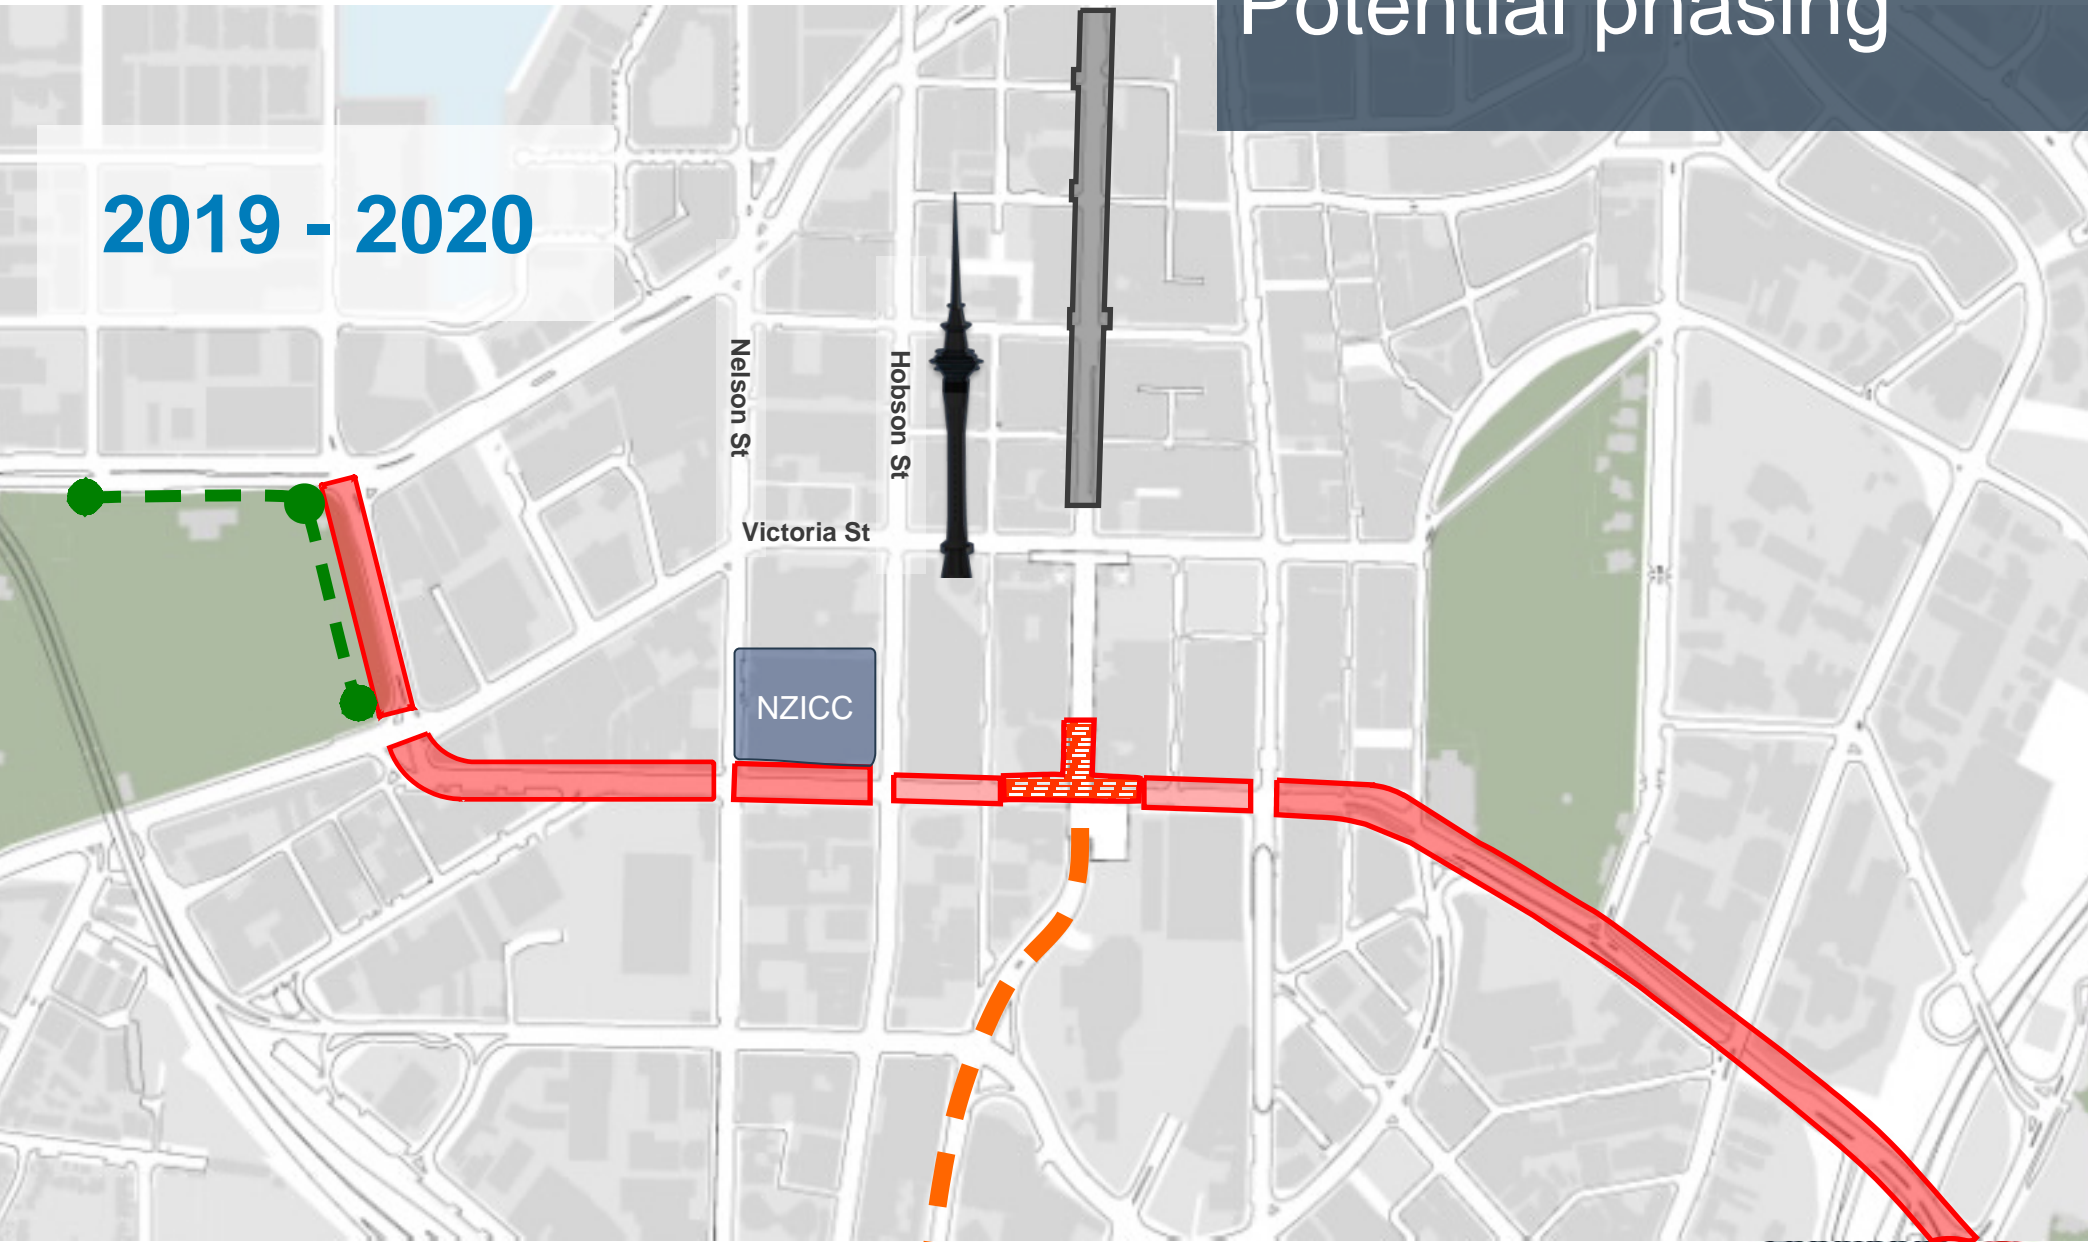 Potential phasing
2019 - 2020
Nelson St
Hobson St
Victoria St
NZICC